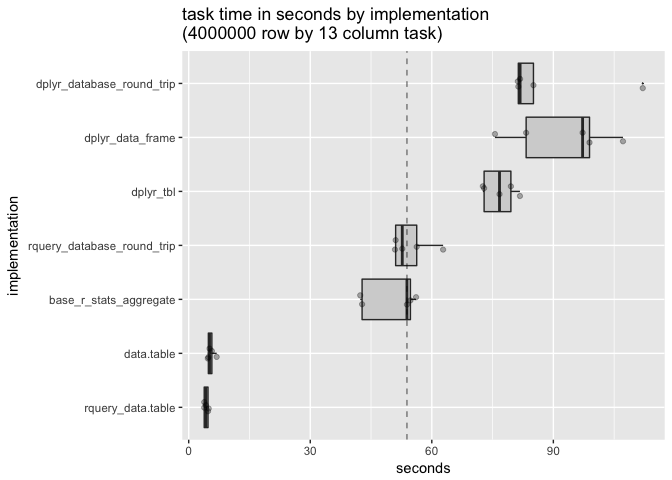 task time in seconds by implementation
(4000000 row by 13 column task)
dplyr_database_round_trip
dplyr_data_frame
dplyr_tbl
rquery_database_round_trip
base_r_stats_aggregate
data.table
rquery_data.table
implementation
0 30 60 90
seconds